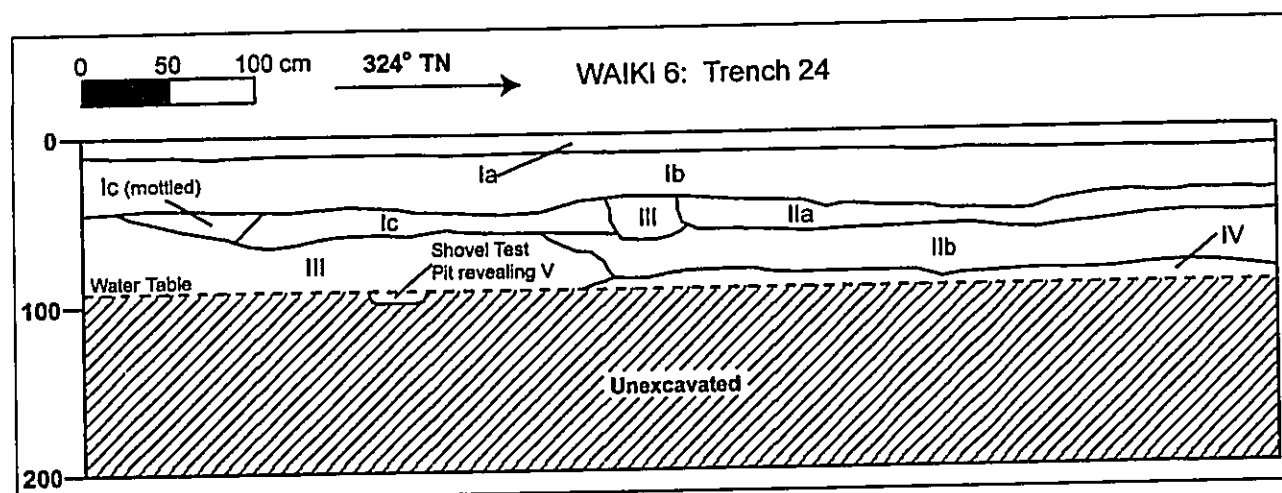 0 50 100 cm
324° TN
WAIKI 6: Trench 24
0
Ia
Ib
Ic (mottled)
Ic
III
IIa
IIb
IV
III
Shovel Test
Pit revealing V
Water Table
100
Unexcavated
200